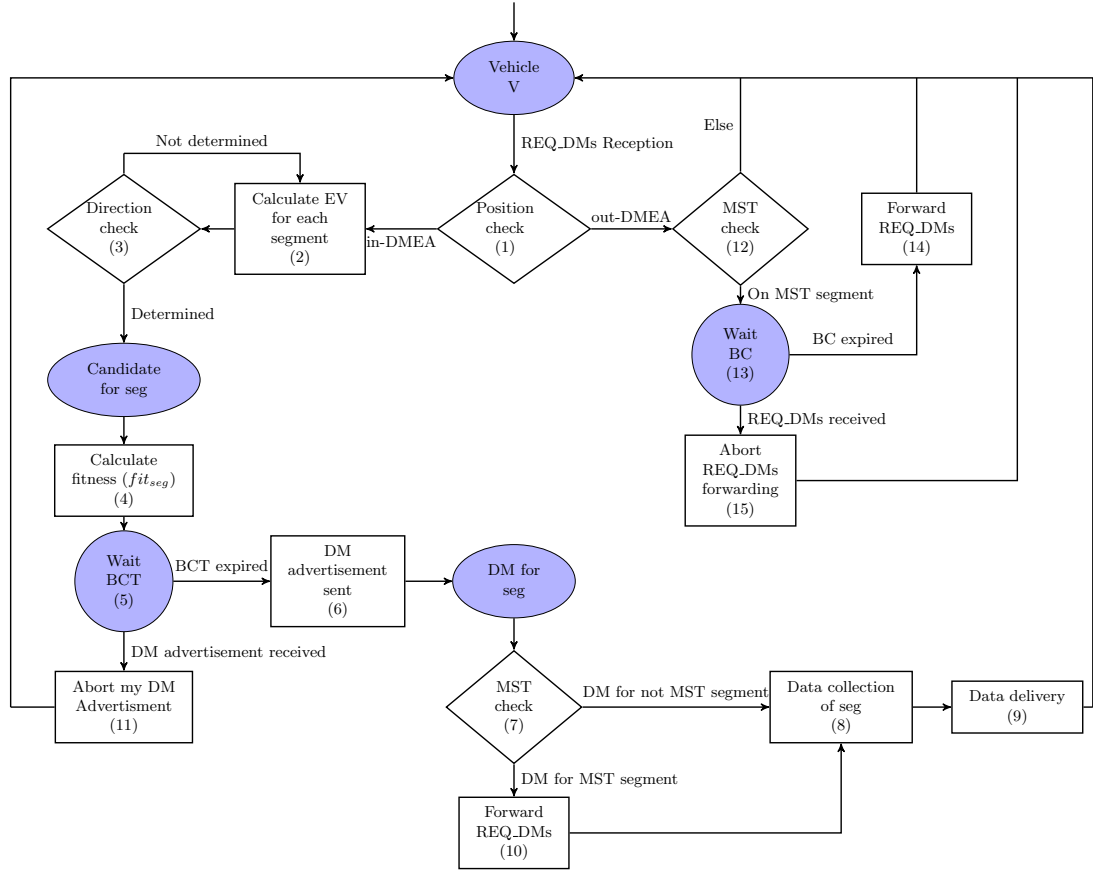 Vehicle
V
REQ_DMs Reception
Else
Not determined
Direction
check
(3)
Calculate EV
for each
segment
(2)
in-DMEA
Position
check
(1)
out-DMEA
MST
check
(12)
Forward
REQ_DMs
(14)
On MST segment
Determined
Wait
BC
(13)
BC expired
Candidate
for seg
REQ_DMs received
Abort
REQ_DMs
forwarding
(15)
Calculate
fitness (fit_seg)
(4)
Wait
BCT
(5)
BCT expired
DM
advertisement
sent
(6)
DM for
seg
DM advertisement received
Abort my DM
Advertisment
(11)
MST
check
(7)
DM for not MST segment
Data collection
of seg
(8)
Data delivery
(9)
DM for MST segment
Forward
REQ_DMs
(10)